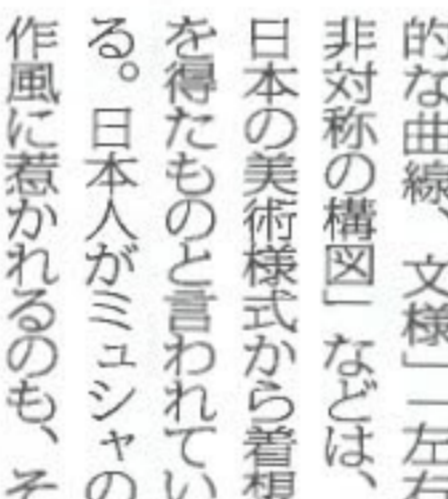 的な曲線、文様」「左右
非対称の構図」などは、
日本の美術様式から着想
を得たものと言われてい
る。日本人がミュシャの
作風に惹かれるのも、そ